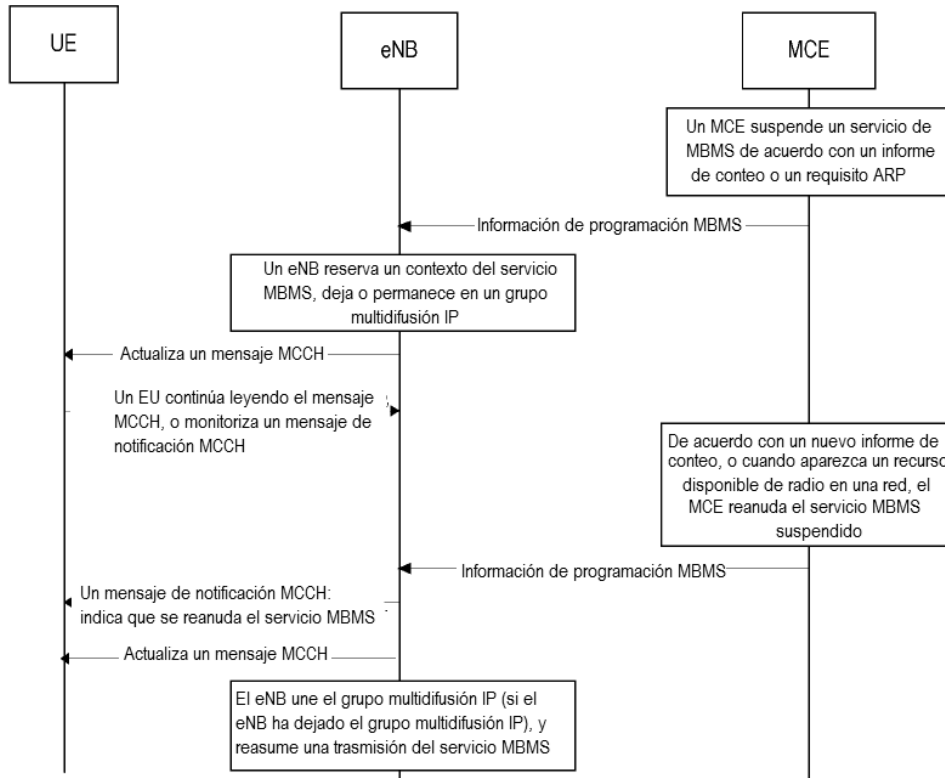 UE
eNB
MCE
Un MCE suspende un servicio de
MBMS de acuerdo con un informe
de conteo o un requisito ARP
Información de programación MBMS
Un eNB reserva un contexto del servicio
MBMS, deja o permanece en un grupo
multidifusión IP
Actualiza un mensaje MCCH
Un EU continúa leyendo el mensaje
MCCH, o monitoriza un mensaje de
notificación MCCH
De acuerdo con un nuevo informe de
conteo, o cuando aparezca un recurso
disponible de radio en una red, el
MCE reanuda el servicio MBMS
suspendido
Información de programación MBMS
Un mensaje de notificación MCCH:
indica que se reanuda el servicio MBMS
Actualiza un mensaje MCCH
El eNB une el grupo multidifusión IP (si el
eNB ha dejado el grupo multidifusión IP), y
reasume una trasmisión del servicio MBMS